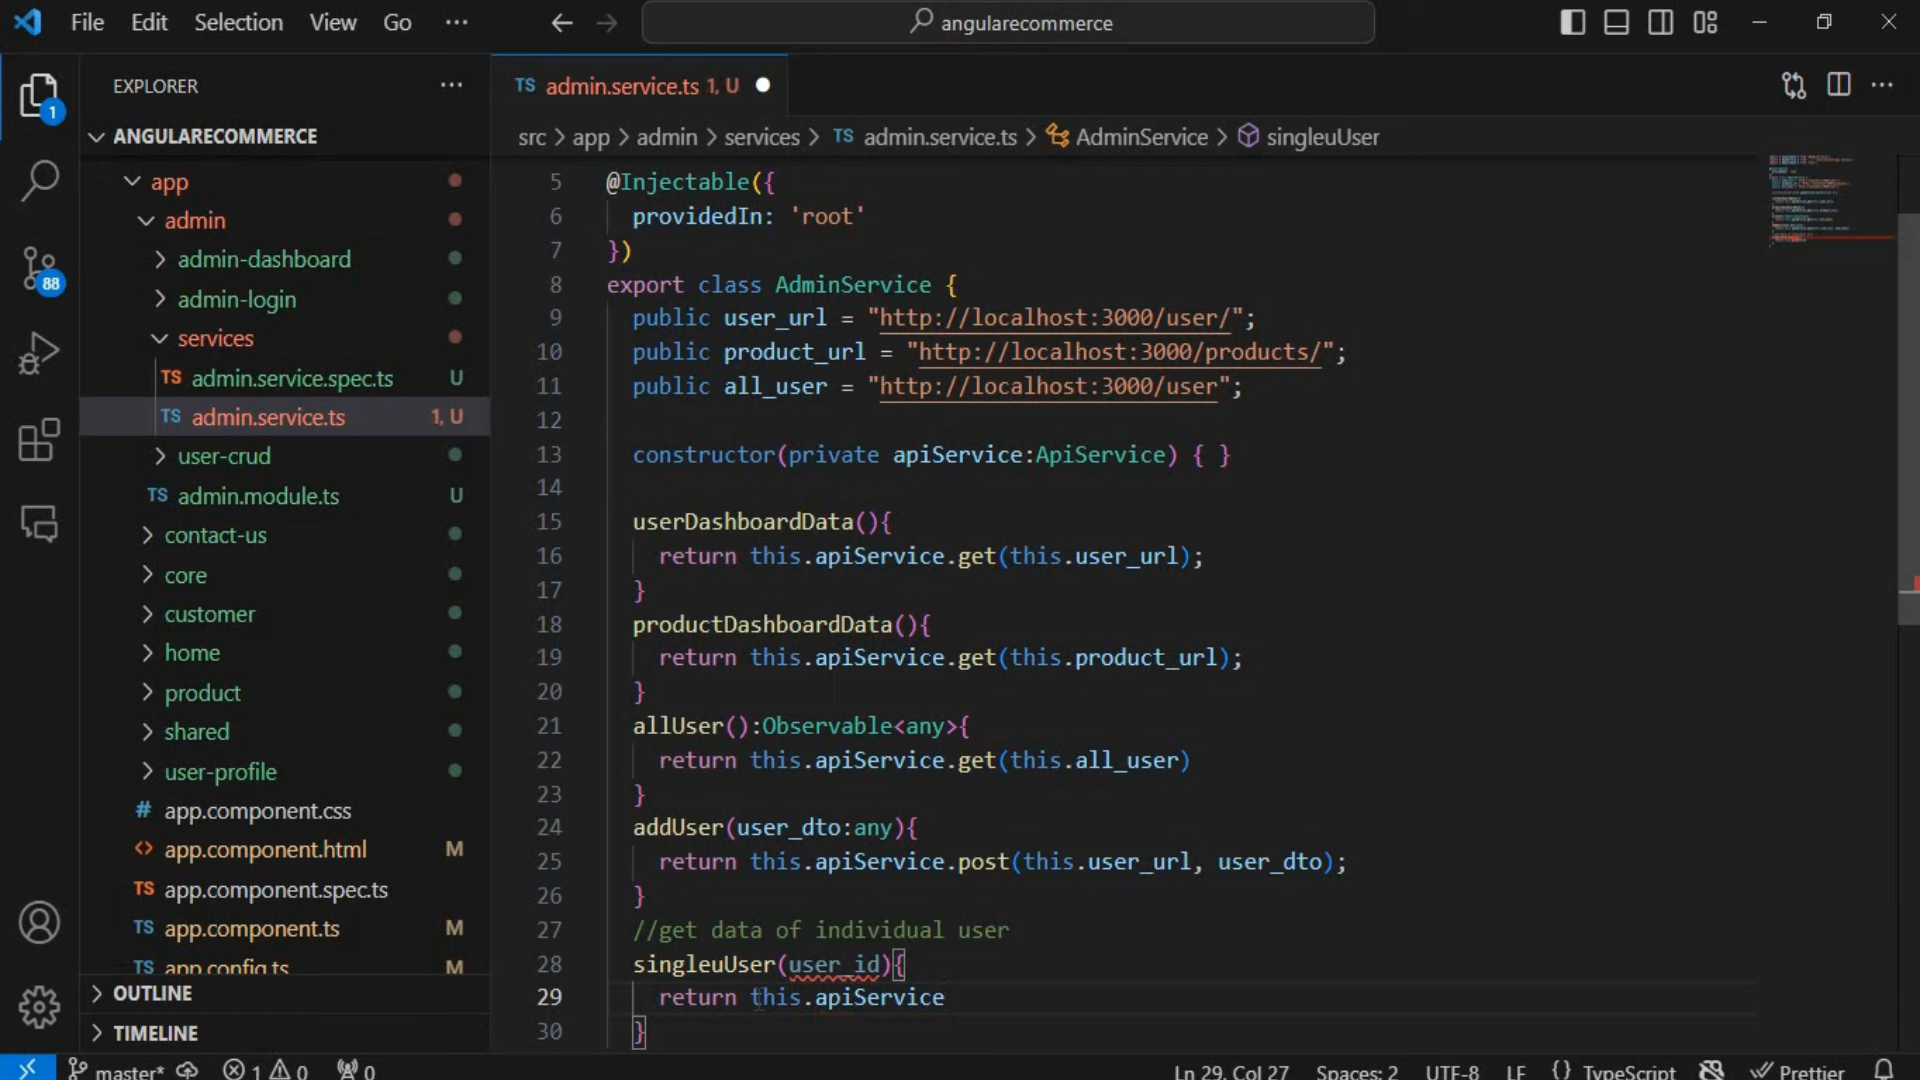 File Edit Selection View Go ···
angularecommerce
EXPLORER ···
1
ANGULARECOMMERCE
app
admin
admin-dashboard
admin-login
services
TS admin.service.spec.ts U
TS admin.service.ts 1, U
user-crud
TS admin.module.ts U
contact-us
core
customer
home
product
shared
user-profile
# app.component.css
<> app.component.html M
TS app.component.spec.ts
TS app.component.ts M
TS app.config.ts M
OUTLINE
TIMELINE
88
TS admin.service.ts 1, U
src > app > admin > services > TS admin.service.ts > AdminService > singleuUser
5 @Injectable({
6 providedIn: 'root'
7 })
8 export class AdminService {
9 public user_url = "http://localhost:3000/user/";
10 public product_url = "http://localhost:3000/products/";
11 public all_user = "http://localhost:3000/user";
12
13 constructor(private apiService:ApiService) { }
14
15 userDashboardData(){
16 return this.apiService.get(this.user_url);
17 }
18 productDashboardData(){
19 return this.apiService.get(this.product_url);
20 }
21 allUser():Observable<any>{
22 return this.apiService.get(this.all_user)
23 }
24 addUser(user_dto:any){
25 return this.apiService.post(this.user_url, user_dto);
26 }
27 //get data of individual user
28 singleuUser(user_id){
29 return this.apiService
30 }
master* 1 0 0 Ln 29, Col 27 Spaces: 2 UTF-8 LF {} TypeScript Prettier